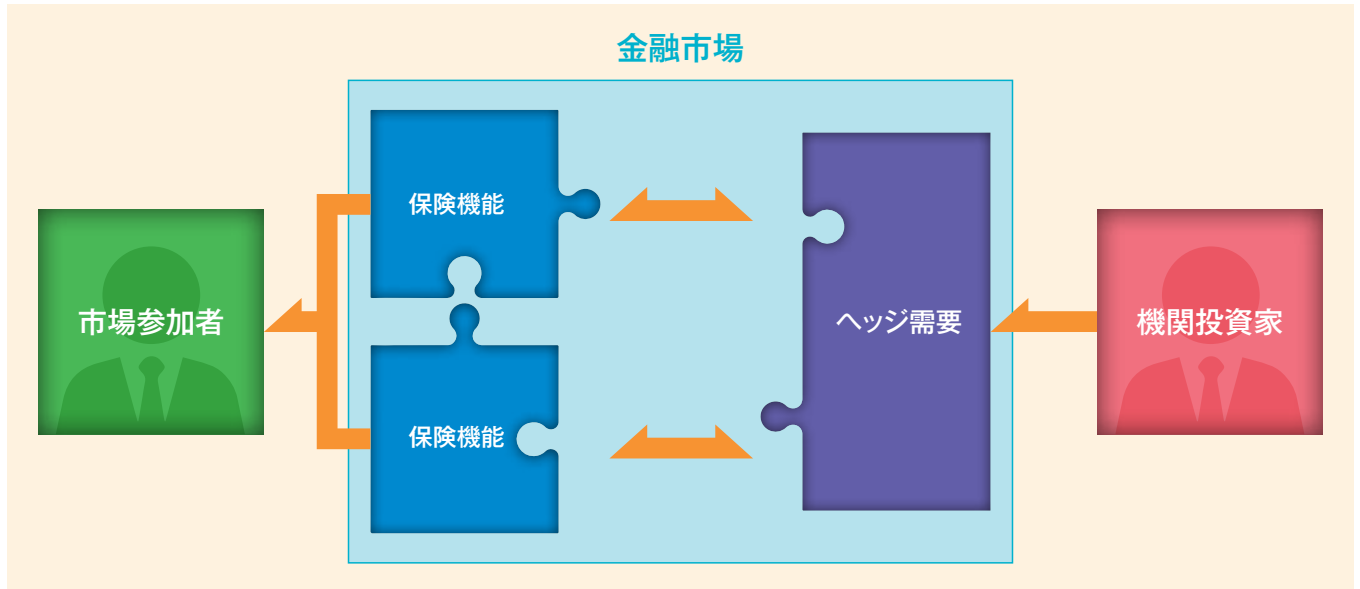 金融市場
保険機能
市場参加者
ヘッジ需要
機関投資家
保険機能